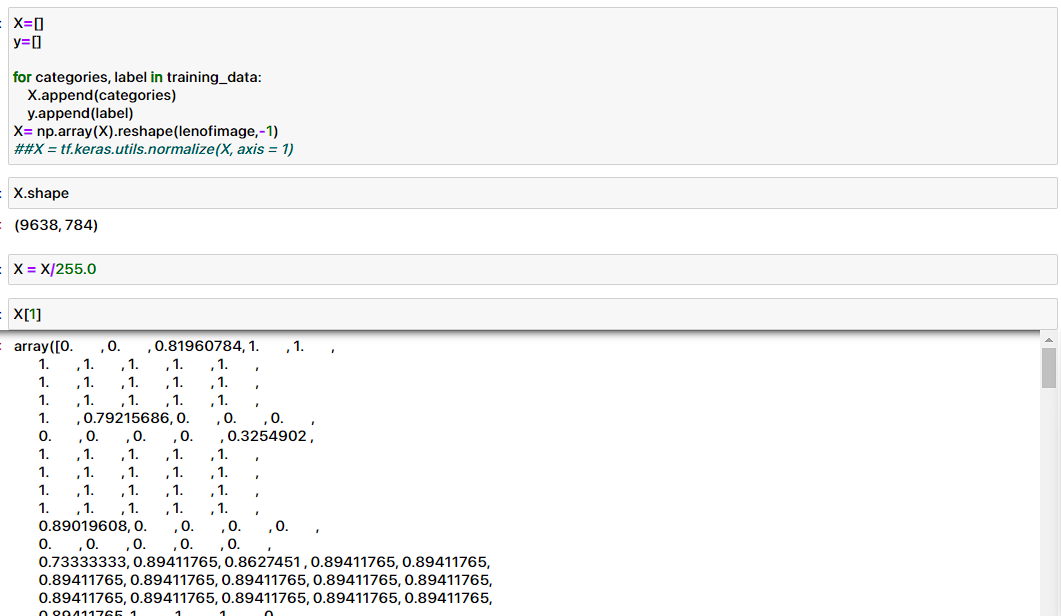 X=[]
y=[]
for categories, label in training_data:
X.append(categories)
y.append(label)
X= np.array(X).reshape(lenofimage,-1)
##X = tf.keras.utils.normalize(X, axis = 1)
X.shape
(9638, 784)
X = X/255.0
X[1]
array([0. , 0. , 0.81960784, 1. , 1. ,
1. , 1. , 1. , 1. , 1. ,
1. , 1. , 1. , 1. , 1. ,
1. , 1. , 1. , 1. , 1. ,
1. , 0.79215686, 0. , 0. , 0. ,
0. , 0. , 0. , 0. , 0.3254902 ,
1. , 1. , 1. , 1. , 1. ,
1. , 1. , 1. , 1. , 1. ,
1. , 1. , 1. , 1. , 1. ,
1. , 1. , 1. , 1. , 1. ,
0.89019608, 0. , 0. , 0. , 0. ,
0. , 0. , 0. , 0. , 0. ,
0.73333333, 0.89411765, 0.8627451 , 0.89411765, 0.89411765,
0.89411765, 0.89411765, 0.89411765, 0.89411765, 0.89411765,
0.89411765, 0.89411765, 0.89411765, 0.89411765, 0.89411765,
0.89411765, 1. , 1. , 1. , 0.